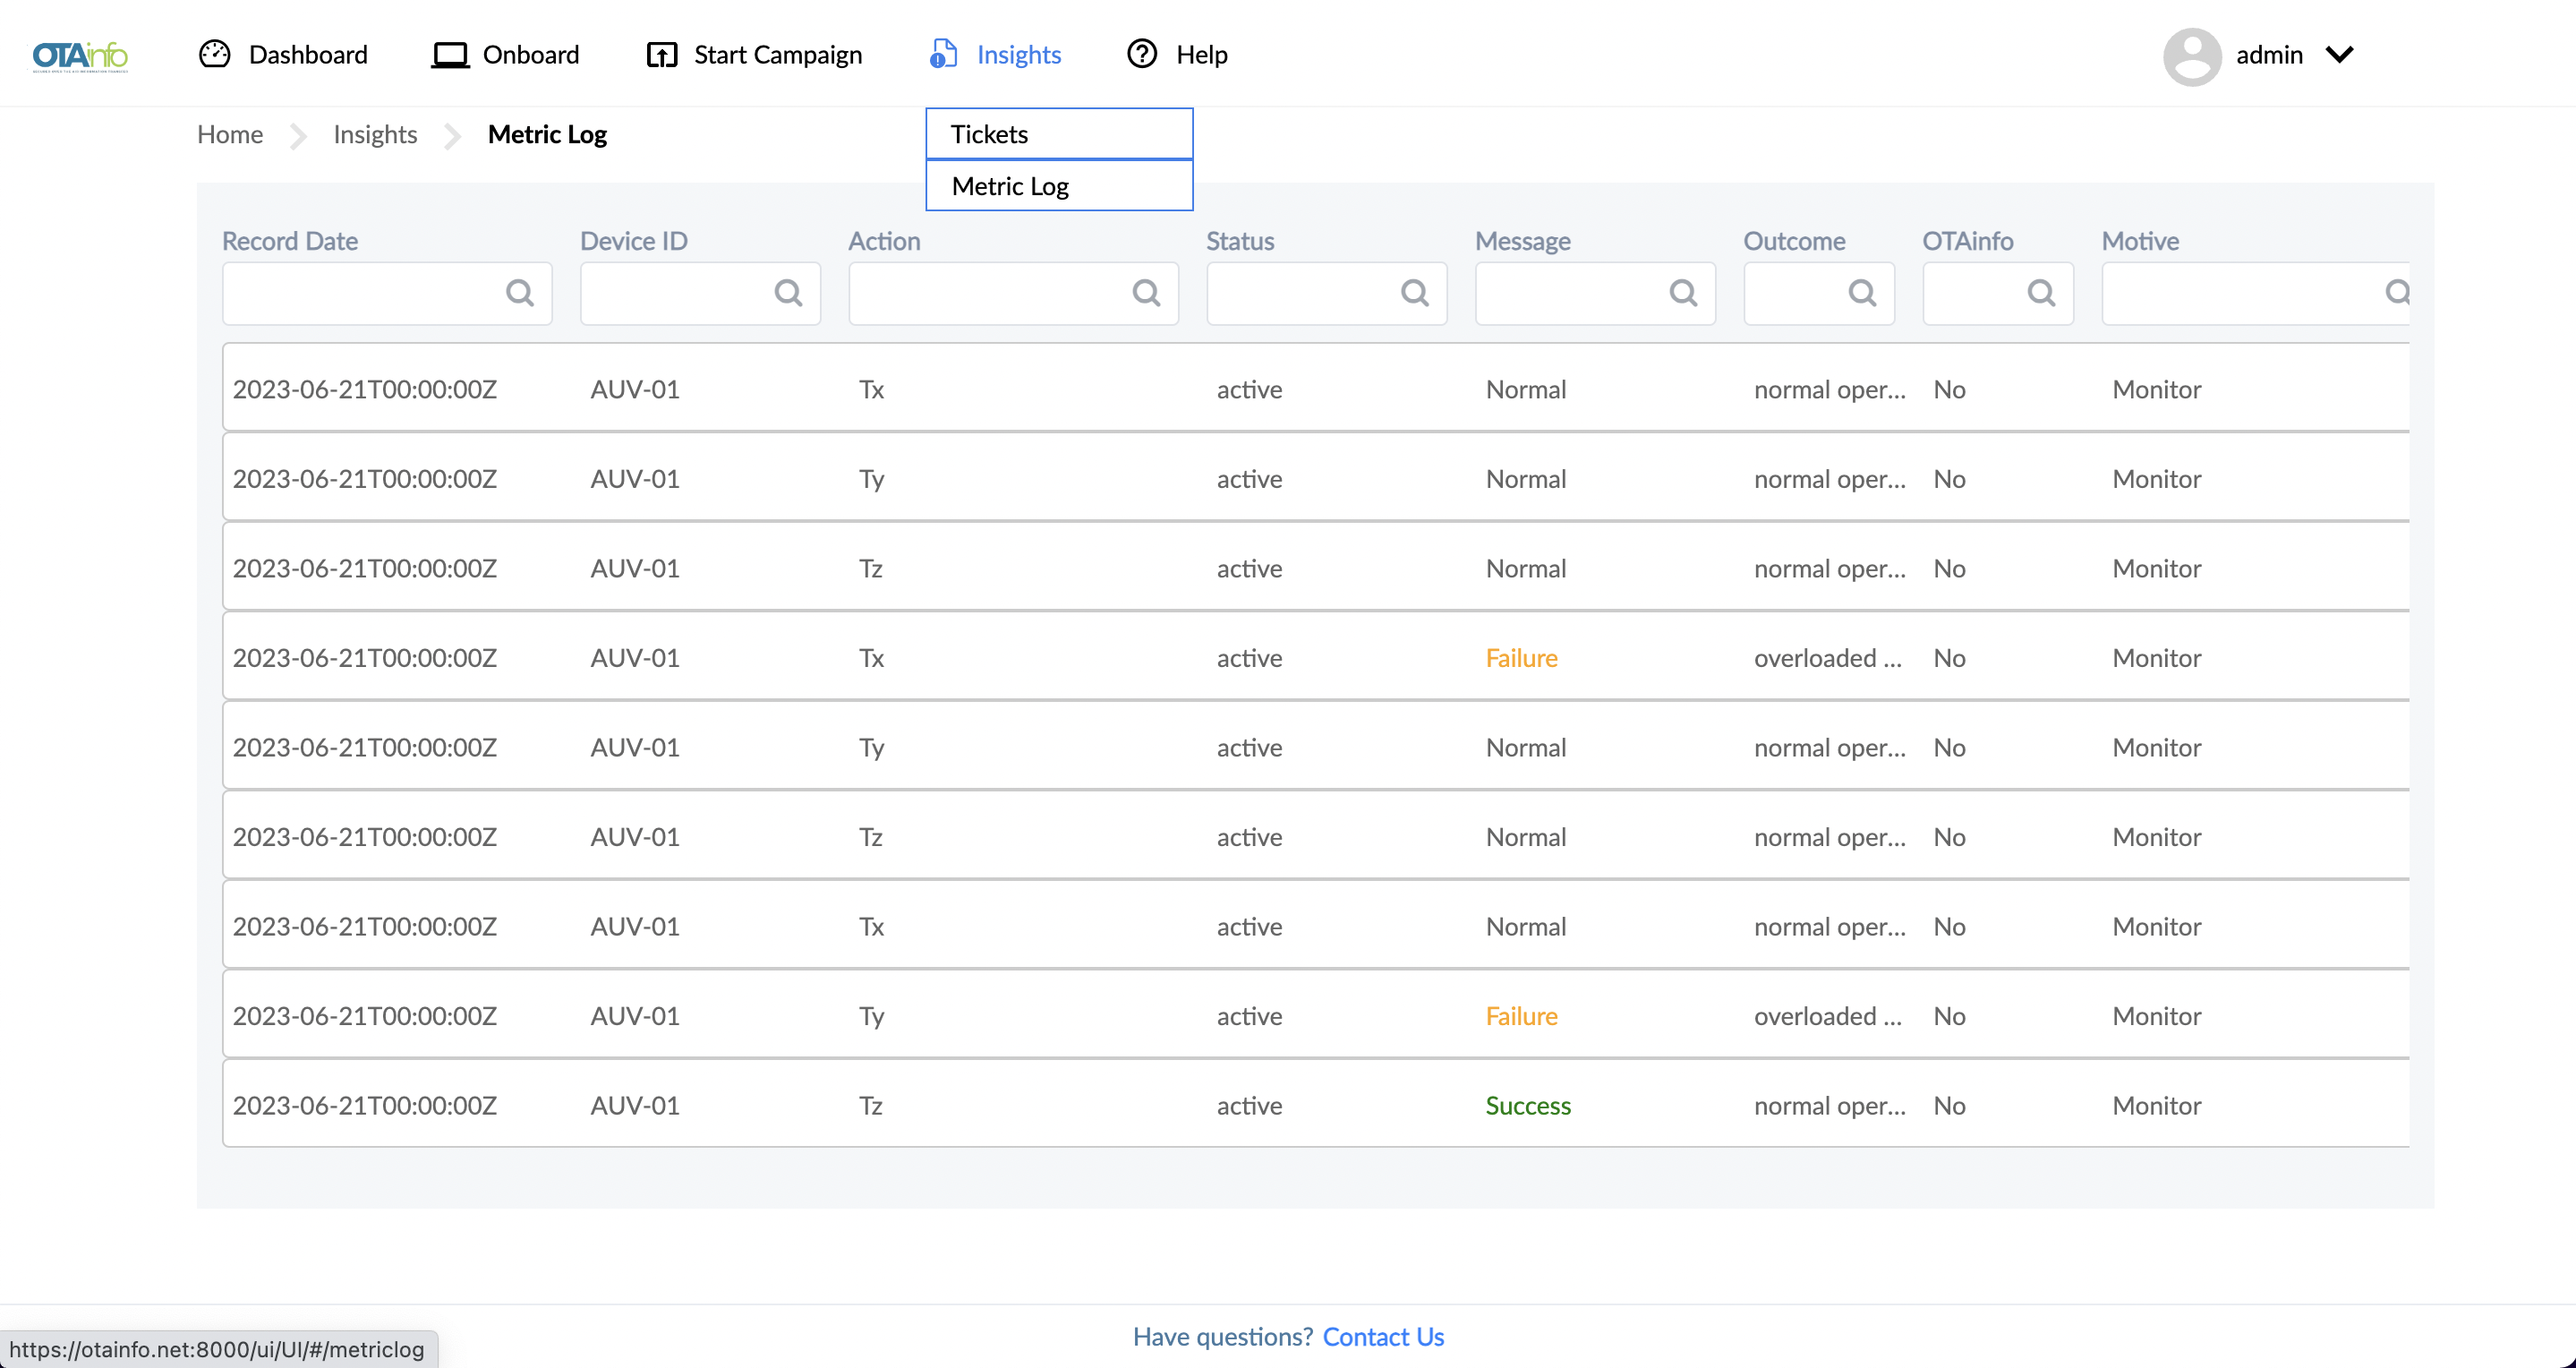 OTAinfo
Dashboard Onboard Start Campaign Insights Help admin
Home Insights Metric Log
Tickets
Metric Log
Record Date Device ID Action Status Message Outcome OTAinfo Motive
2023-06-21T00:00:00Z AUV-01 Tx active Normal normal oper... No Monitor
2023-06-21T00:00:00Z AUV-01 Ty active Normal normal oper... No Monitor
2023-06-21T00:00:00Z AUV-01 Tz active Normal normal oper... No Monitor
2023-06-21T00:00:00Z AUV-01 Tx active Failure overloaded ... No Monitor
2023-06-21T00:00:00Z AUV-01 Ty active Normal normal oper... No Monitor
2023-06-21T00:00:00Z AUV-01 Tz active Normal normal oper... No Monitor
2023-06-21T00:00:00Z AUV-01 Tx active Normal normal oper... No Monitor
2023-06-21T00:00:00Z AUV-01 Ty active Failure overloaded ... No Monitor
2023-06-21T00:00:00Z AUV-01 Tz active Success normal oper... No Monitor
Have questions? Contact Us
https://otainfo.net:8000/ui/UI/#/metriclog